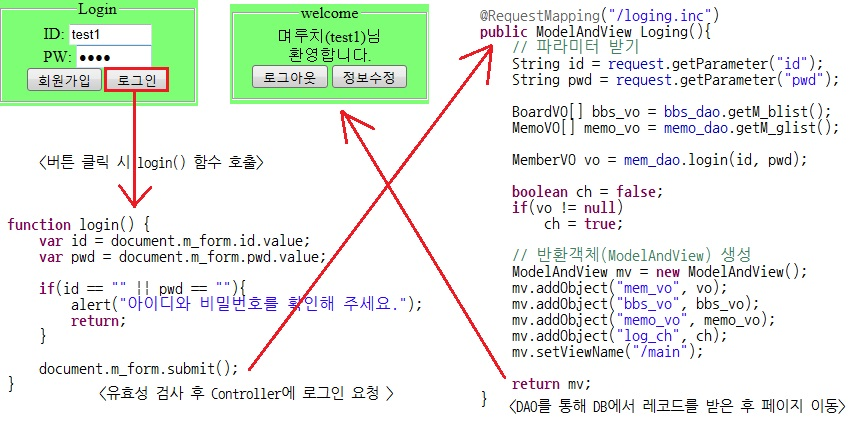 Login
ID: test1
PW: ●●●●
회원가입 로그인
welcome
며루치(test1)님
환영합니다.
로그아웃 정보수정
<버튼 클릭 시 login() 함수 호출>
function login() {
    var id = document.m_form.id.value;
    var pwd = document.m_form.pwd.value;

    if(id == "" || pwd == ""){
        alert("아이디와 비밀번호를 확인해 주세요.");
        return;
    }

    document.m_form.submit();
}
<유효성 검사 후 Controller에 로그인 요청 >
@RequestMapping("/loging.inc")
public ModelAndView Loging(){
    // 파라미터 받기
    String id = request.getParameter("id");
    String pwd = request.getParameter("pwd");

    BoardVO[] bbs_vo = bbs_dao.getM_blist();
    MemoVO[] memo_vo = memo_dao.getM_glist();

    MemberVO vo = mem_dao.login(id, pwd);

    boolean ch = false;
    if(vo != null)
        ch = true;

    // 반환객체(ModelAndView) 생성
    ModelAndView mv = new ModelAndView();
    mv.addObject("mem_vo", vo);
    mv.addObject("bbs_vo", bbs_vo);
    mv.addObject("memo_vo", memo_vo);
    mv.addObject("log_ch", ch);
    mv.setViewName("/main");

    return mv;
}
<DAO를 통해 DB에서 레코드를 받은 후 페이지 이동>